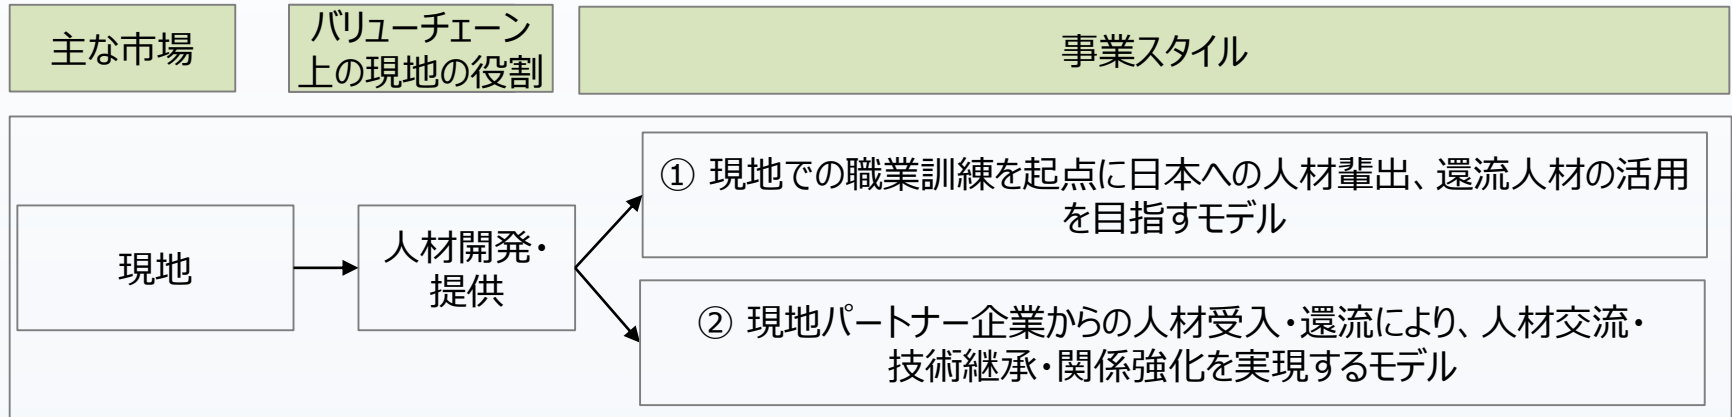 主な市場
バリューチェーン
上の現地の役割
事業スタイル
現地
人材開発・
提供
① 現地での職業訓練を起点に日本への人材輩出、還流人材の活用
を目指すモデル
② 現地パートナー企業からの人材受入・還流により、人材交流・
技術継承・関係強化を実現するモデル